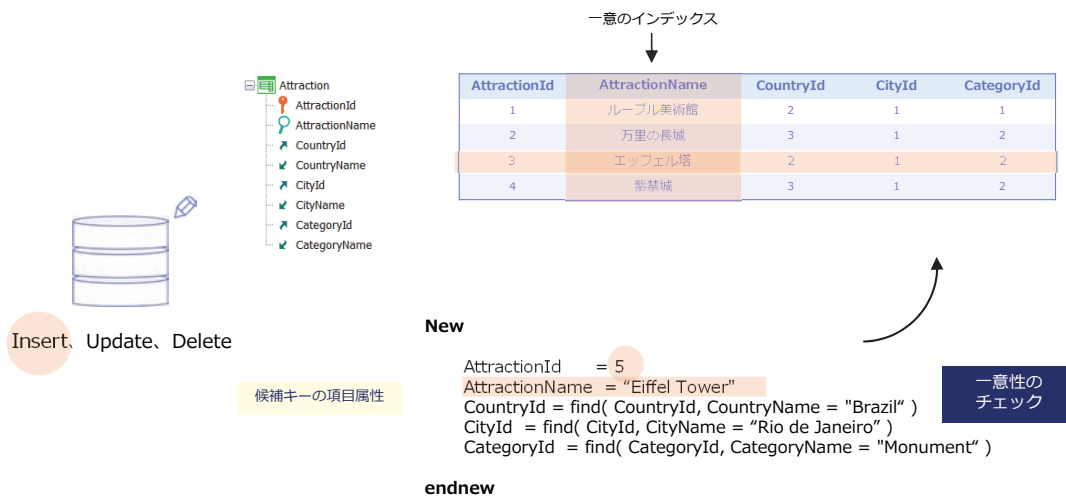 一意のインデックス
Attraction
AttractionId
AttractionName
CountryId
CountryName
CityId
CityName
CategoryId
CategoryName
AttractionId AttractionName CountryId CityId CategoryId
1 ルーブル美術館 2 1 1
2 万里の長城 3 1 2
3 エッフェル塔 2 1 2
4 紫禁城 3 1 2
Insert、Update、Delete
候補キーの項目属性
New
AttractionId = 5
AttractionName = “Eiffel Tower"
CountryId = find( CountryId, CountryName = "Brazil“ )
CityId = find( CityId, CityName = “Rio de Janeiro” )
CategoryId = find( CategoryId, CategoryName = "Monument“ )
endnew
一意性の
チェック